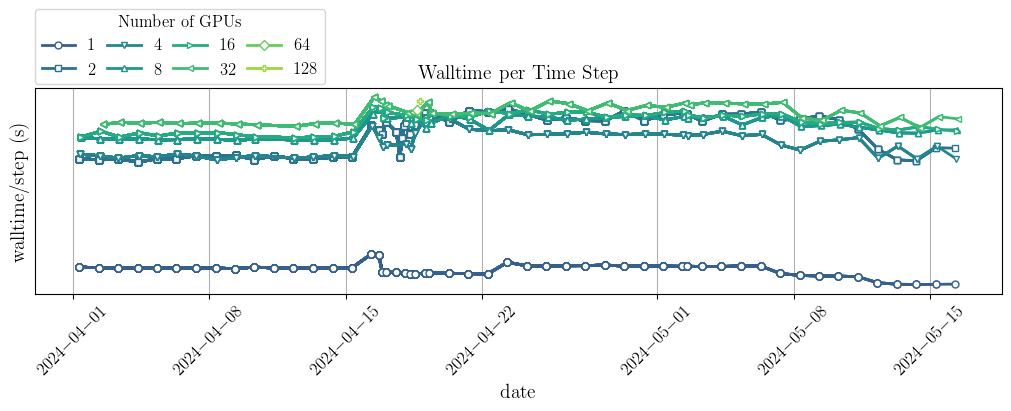 Number of GPUs
1 4 16 64
2 8 32 128
Walltime per Time Step
walltime/step (s)
2024-04-01 2024-04-08 2024-04-15 2024-04-22 2024-05-01 2024-05-08 2024-05-15
date